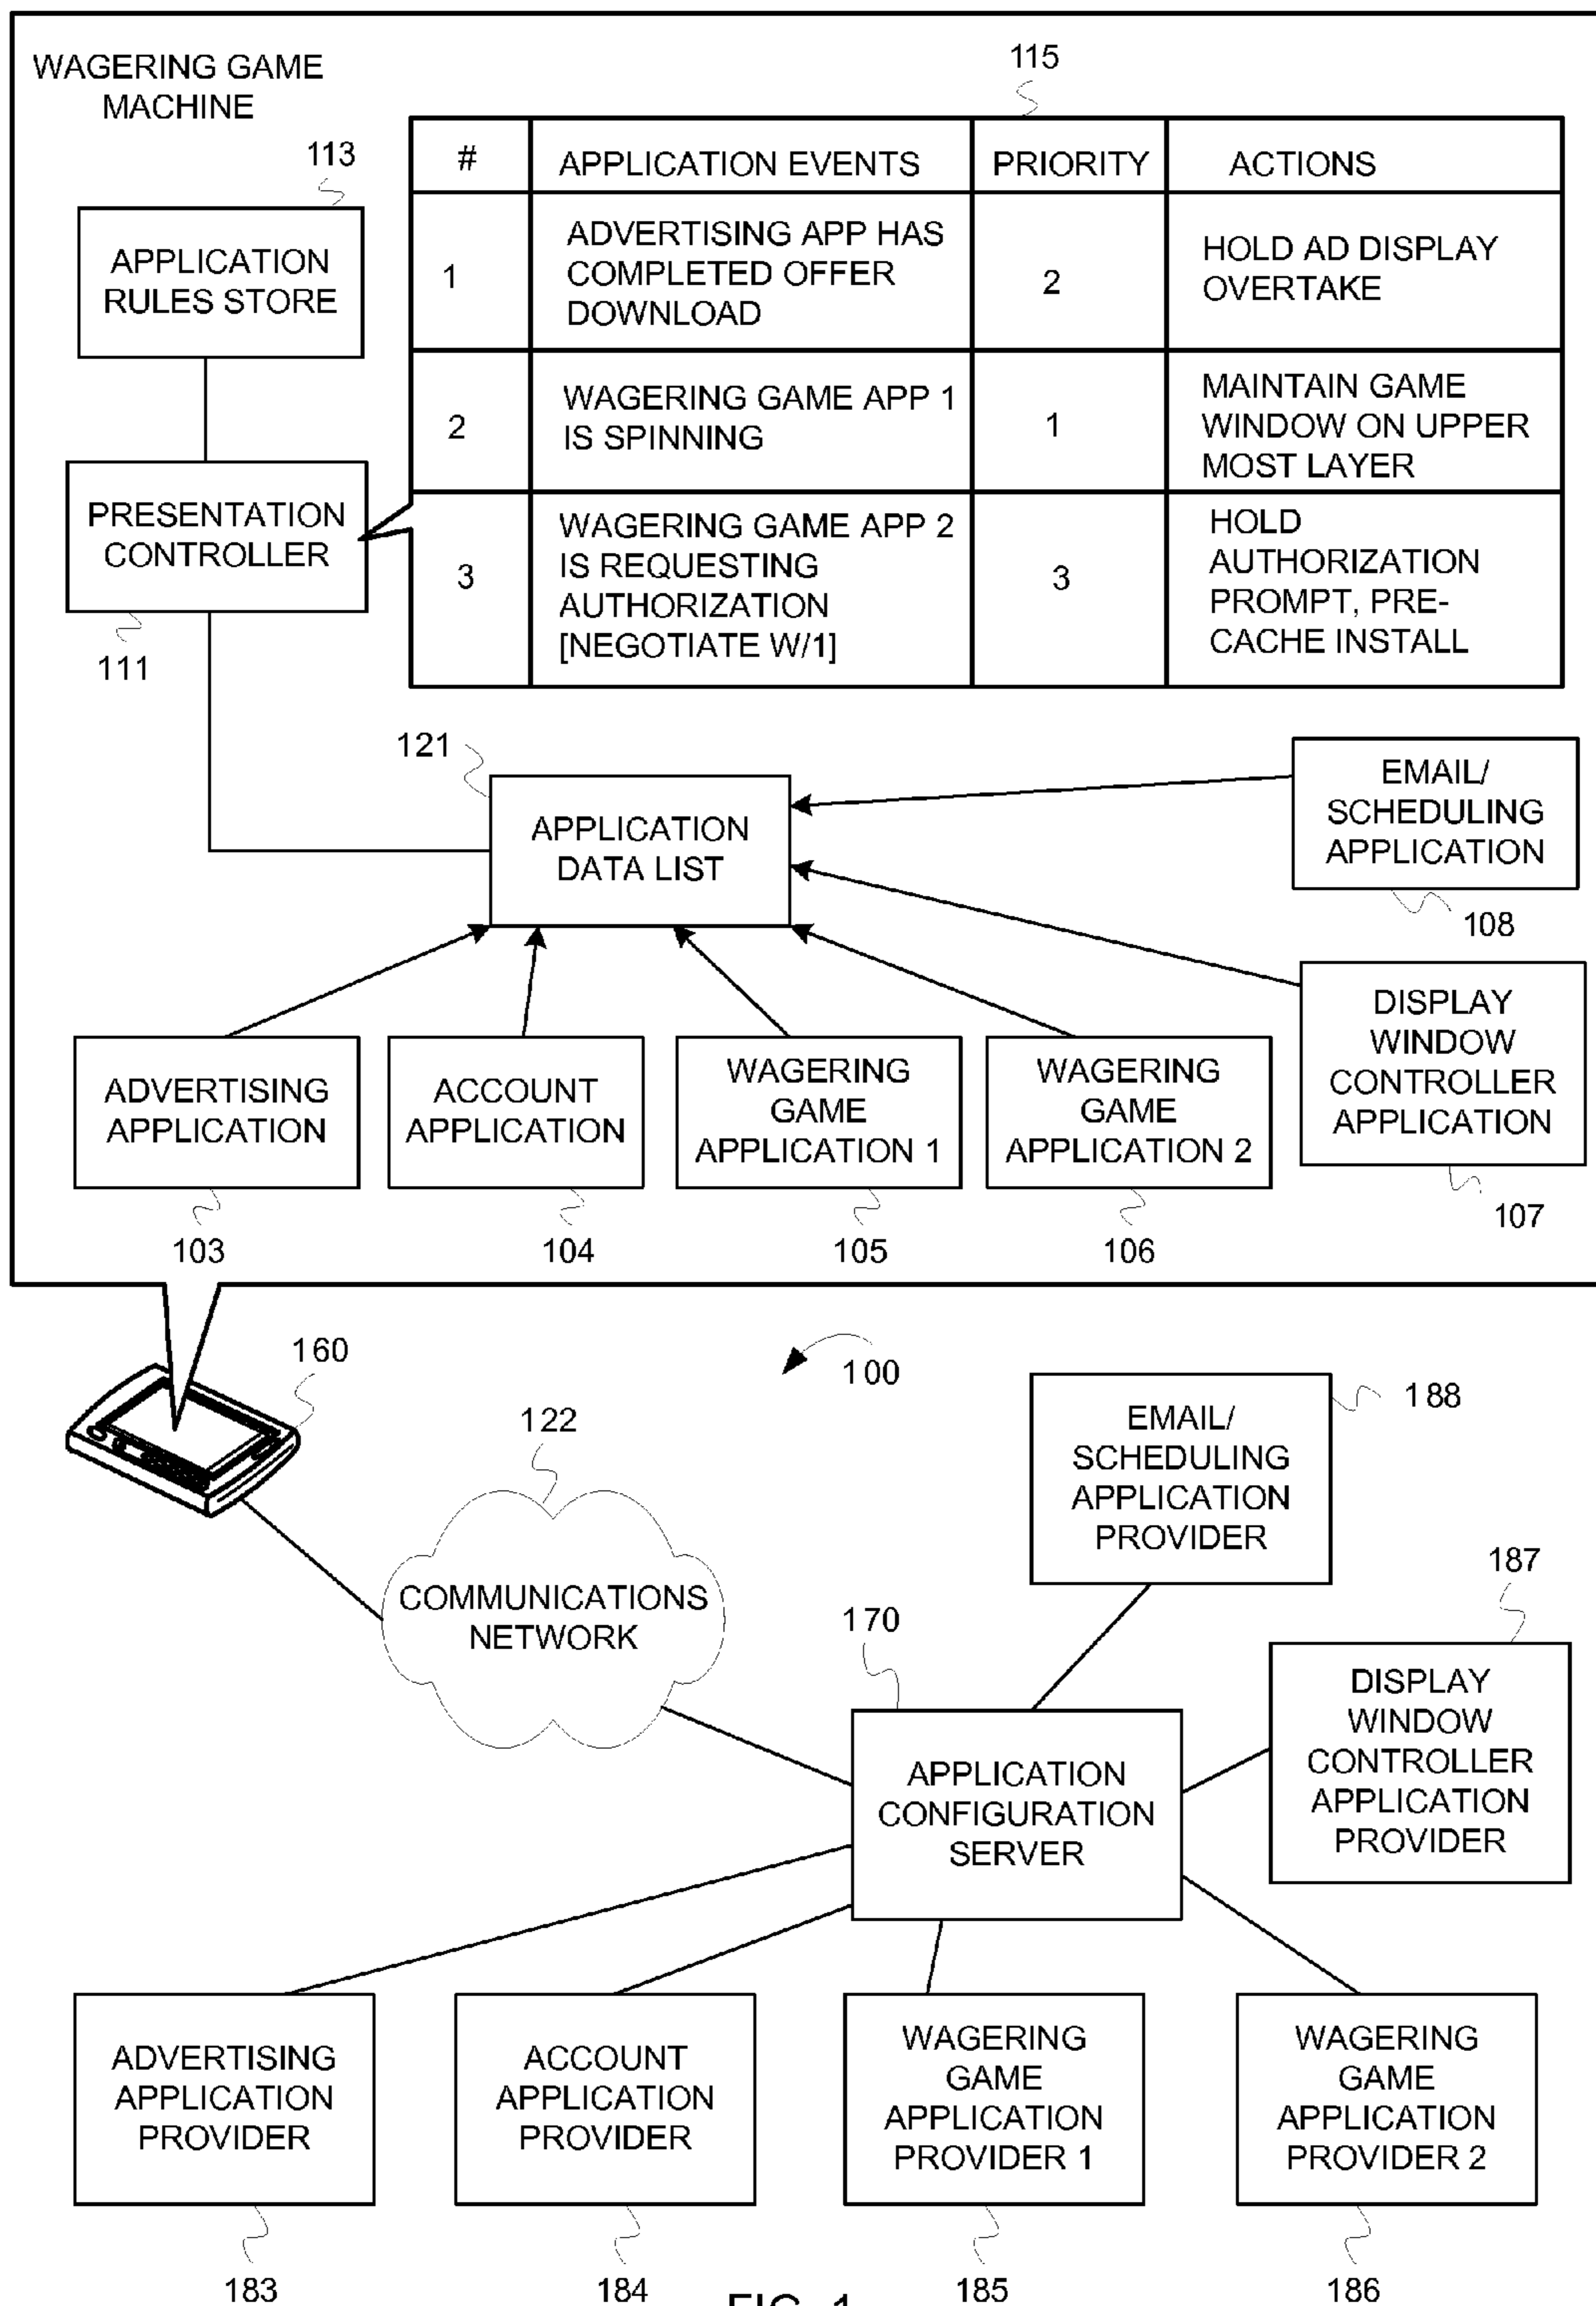 WAGERING GAME
MACHINE
115
113
#
APPLICATION EVENTS
PRIORITY
ACTIONS
APPLICATION
RULES STORE
1
ADVERTISING APP HAS
COMPLETED OFFER
DOWNLOAD
2
HOLD AD DISPLAY
OVERTAKE
2
WAGERING GAME APP 1
IS SPINNING
1
MAINTAIN GAME
WINDOW ON UPPER
MOST LAYER
PRESENTATION
CONTROLLER
111
3
WAGERING GAME APP 2
IS REQUESTING
AUTHORIZATION
[NEGOTIATE W/1]
3
HOLD
AUTHORIZATION
PROMPT, PRE-
CACHE INSTALL
121
APPLICATION
DATA LIST
EMAIL/
SCHEDULING
APPLICATION
108
DISPLAY
WINDOW
CONTROLLER
APPLICATION
107
ADVERTISING
APPLICATION
103
ACCOUNT
APPLICATION
104
WAGERING
GAME
APPLICATION 1
105
WAGERING
GAME
APPLICATION 2
106
160
100
122
COMMUNICATIONS
NETWORK
EMAIL/
SCHEDULING
APPLICATION
PROVIDER
188
187
DISPLAY
WINDOW
CONTROLLER
APPLICATION
PROVIDER
170
APPLICATION
CONFIGURATION
SERVER
ADVERTISING
APPLICATION
PROVIDER
183
ACCOUNT
APPLICATION
PROVIDER
184
WAGERING
GAME
APPLICATION
PROVIDER 1
185
WAGERING
GAME
APPLICATION
PROVIDER 2
186
FIG. 1